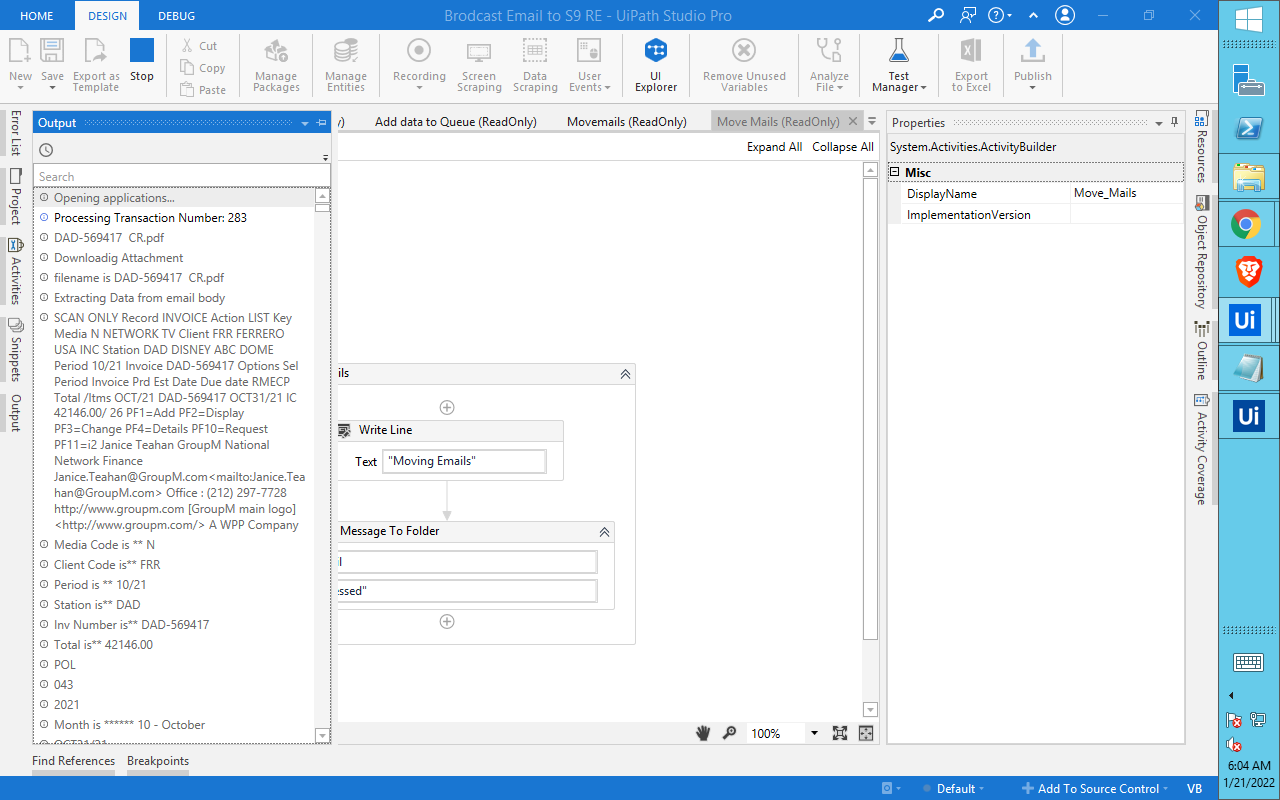 HOME DESIGN DEBUG Brodcast Email to S9 RE - UiPath Studio Pro
New Save Export as Template Stop Cut Copy Paste Manage Packages Manage Entities Recording Screen Scraping Data Scraping User Events UI Explorer Remove Unused Variables Analyze File Test Manager Export to Excel Publish
Error List
Project
Activities
Snippets
Output
Output
Search
Opening applications...
Processing Transaction Number: 283
DAD-569417 CR.pdf
Downloadig Attachment
filename is DAD-569417 CR.pdf
Extracting Data from email body
SCAN ONLY Record INVOICE Action LIST Key
Media N NETWORK TV Client FRR FERRERO
USA INC Station DAD DISNEY ABC DOME
Period 10/21 Invoice DAD-569417 Options Sel
Period Invoice Prd Est Date Due date RMECP
Total /Itms OCT/21 DAD-569417 OCT31/21 IC
42146.00/ 26 PF1=Add PF2=Display
PF3=Change PF4=Details PF10=Request
PF11=i2 Janice Teahan GroupM National
Network Finance
Janice.Teahan@GroupM.com<mailto:Janice.Tea
han@GroupM.com> Office : (212) 297-7728
http://www.groupm.com [GroupM main logo]
<http://www.groupm.com/> A WPP Company
Media Code is ** N
Client Code is** FRR
Period is ** 10/21
Station is** DAD
Inv Number is** DAD-569417
Total is** 42146.00
POL
043
2021
Month is ****** 10 - October
OCT31/21
Find References Breakpoints
y) Add data to Queue (ReadOnly) Movemails (ReadOnly) Move Mails (ReadOnly)
Expand All Collapse All
ils
Write Line
Text "Moving Emails"
Message To Folder
il
essed"
100%
Properties
System.Activities.ActivityBuilder
Misc
DisplayName Move_Mails
ImplementationVersion
Resources
Object Repository
Outline
Activity Coverage
Default Add To Source Control VB
Ui
Ui
6:04 AM
1/21/2022